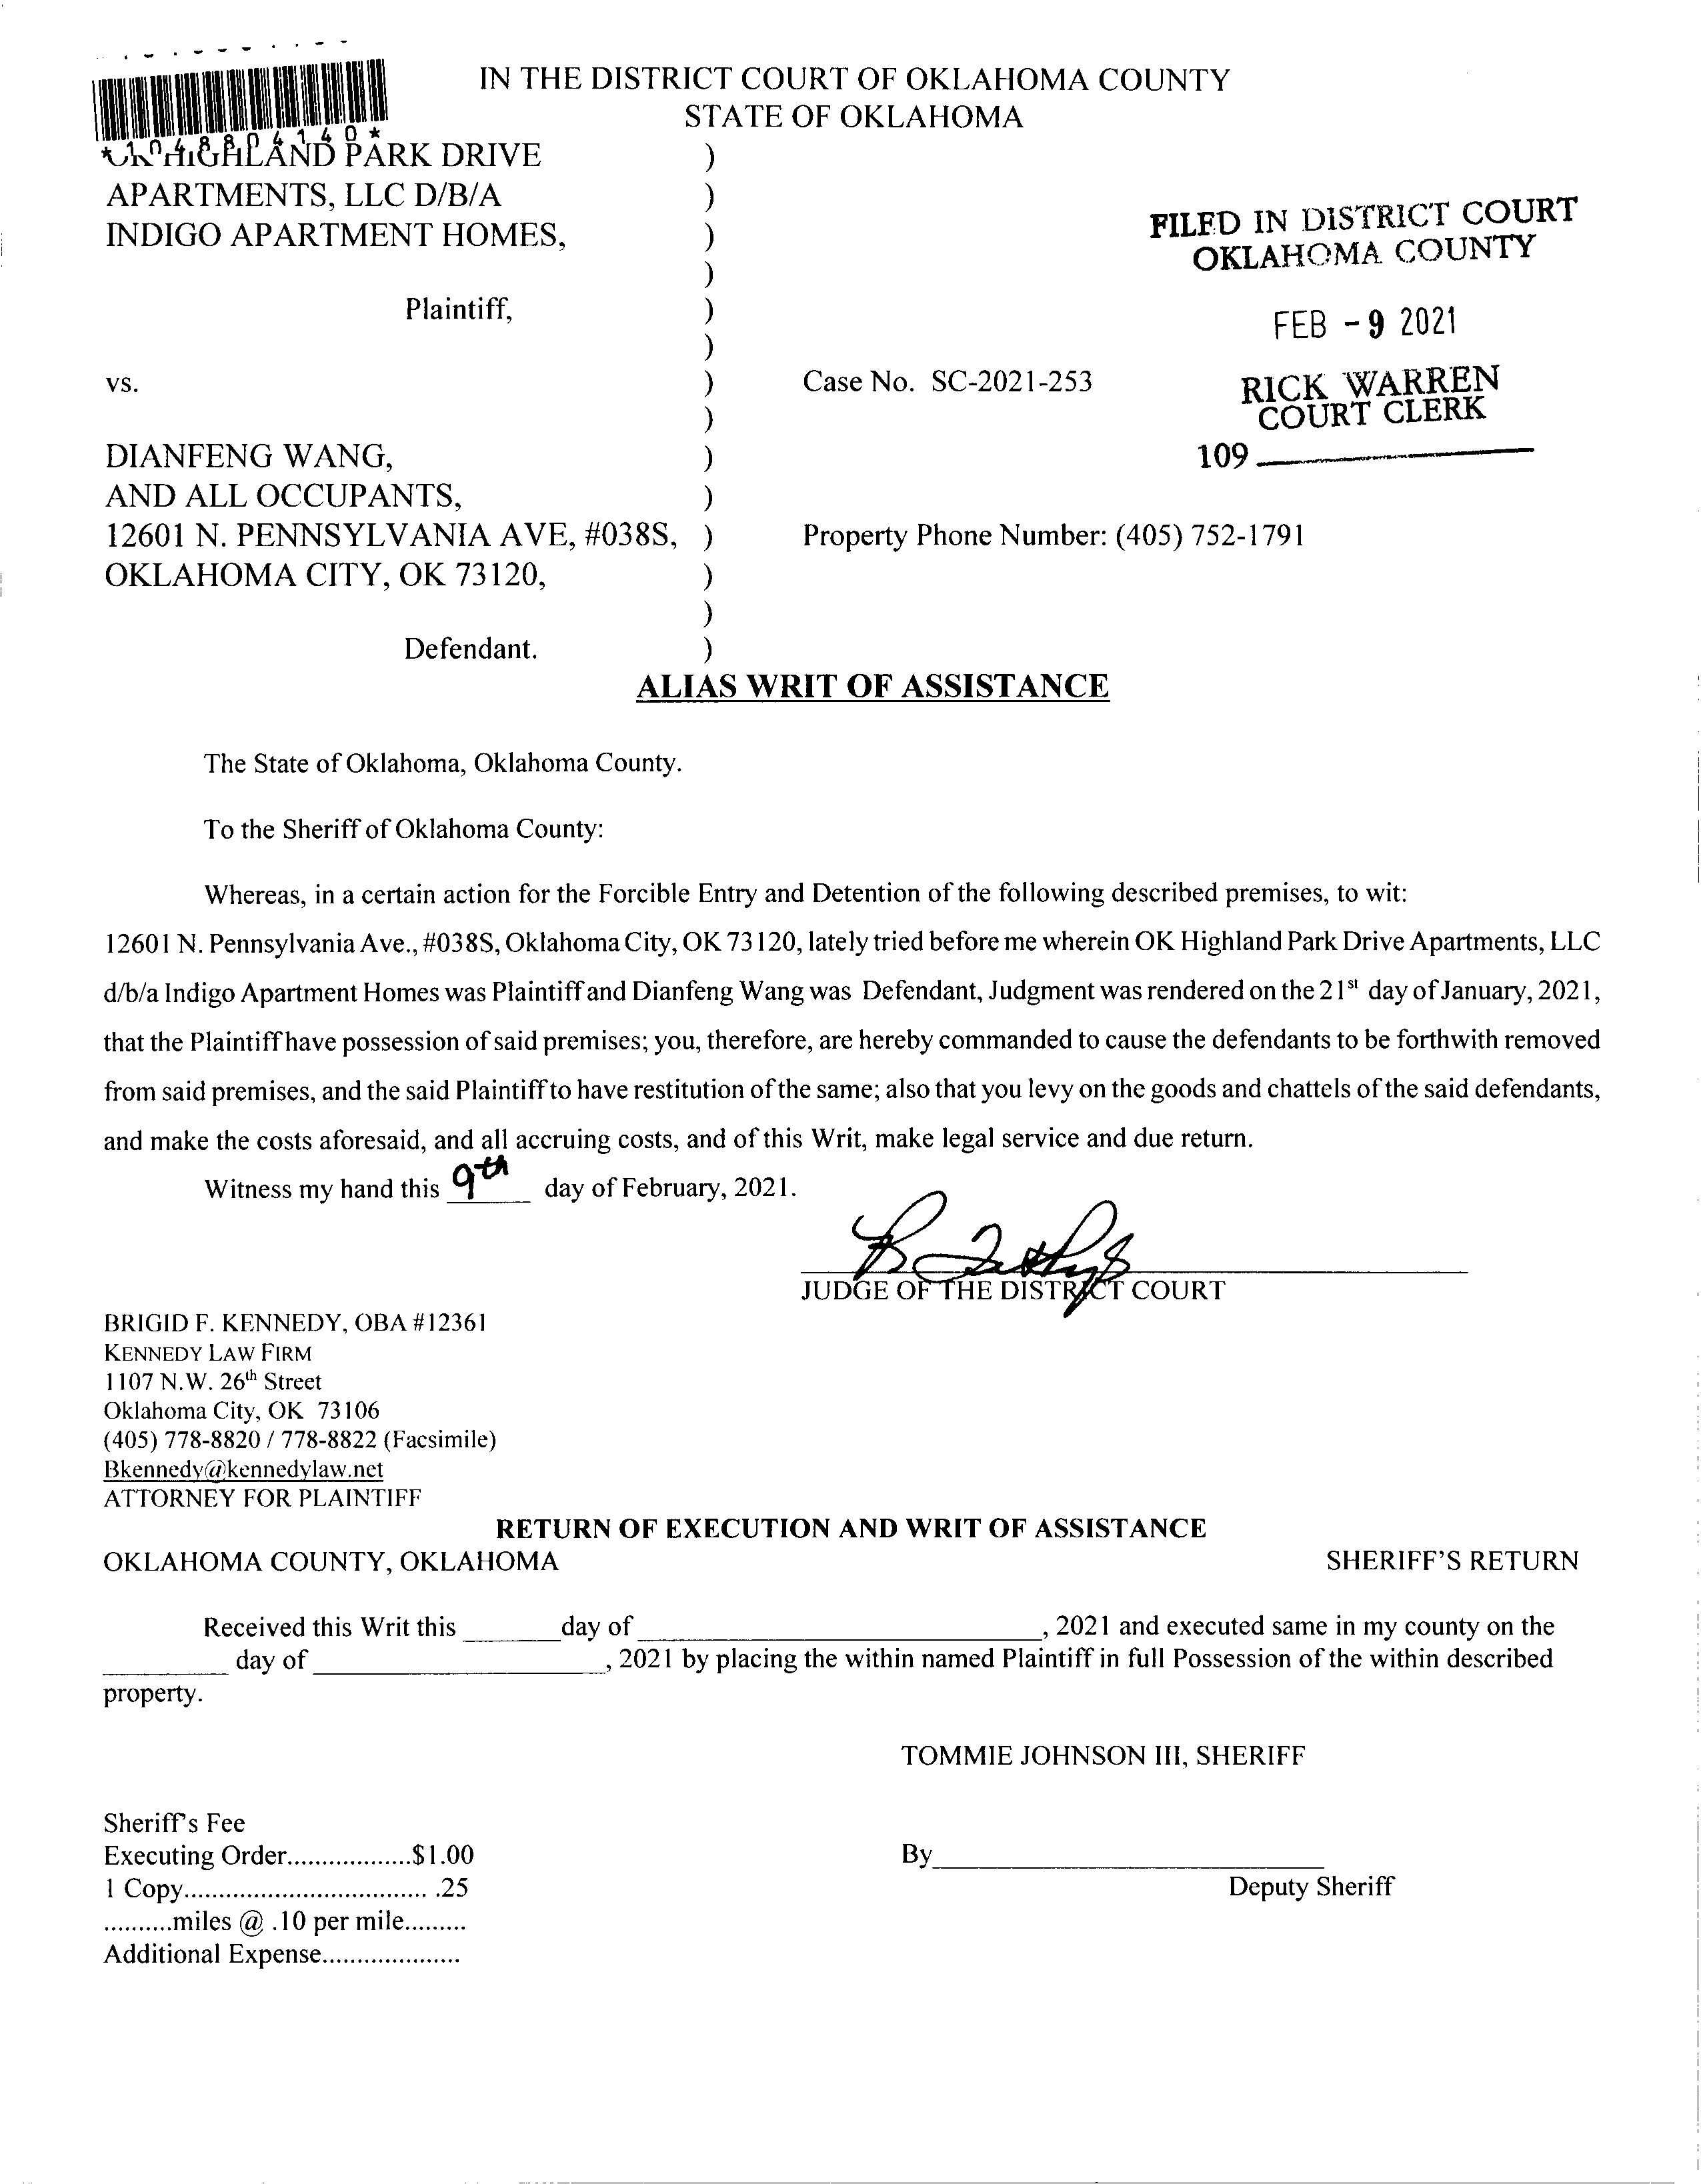 IN THE DISTRICT COURT OF OKLAHOMA COUNTY
STATE OF OKLAHOMA
*1048804140*
OK HIGHLAND PARK DRIVE )
APARTMENTS, LLC D/B/A )
INDIGO APARTMENT HOMES, )
)
Plaintiff, )
)
vs. ) Case No. SC-2021-253
)
DIANFENG WANG, )
AND ALL OCCUPANTS, )
12601 N. PENNSYLVANIA AVE, #038S, ) Property Phone Number: (405) 752-1791
OKLAHOMA CITY, OK 73120, )
)
Defendant. )
FILED IN DISTRICT COURT
OKLAHOMA COUNTY
FEB - 9 2021
RICK WARREN
COURT CLERK
109
ALIAS WRIT OF ASSISTANCE
The State of Oklahoma, Oklahoma County.
To the Sheriff of Oklahoma County:
Whereas, in a certain action for the Forcible Entry and Detention of the following described premises, to wit:
12601 N. Pennsylvania Ave., #038S, Oklahoma City, OK 73120, lately tried before me wherein OK Highland Park Drive Apartments, LLC
d/b/a Indigo Apartment Homes was Plaintiff and Dianfeng Wang was Defendant, Judgment was rendered on the 21st day of January, 2021,
that the Plaintiff have possession of said premises; you, therefore, are hereby commanded to cause the defendants to be forthwith removed
from said premises, and the said Plaintiff to have restitution of the same; also that you levy on the goods and chattels of the said defendants,
and make the costs aforesaid, and all accruing costs, and of this Writ, make legal service and due return.
Witness my hand this 9th day of February, 2021.
JUDGE OF THE DISTRICT COURT
BRIGID F. KENNEDY, OBA #12361
KENNEDY LAW FIRM
1107 N.W. 26th Street
Oklahoma City, OK 73106
(405) 778-8820 / 778-8822 (Facsimile)
Bkennedy@kennedylaw.net
ATTORNEY FOR PLAINTIFF
RETURN OF EXECUTION AND WRIT OF ASSISTANCE
OKLAHOMA COUNTY, OKLAHOMA SHERIFF'S RETURN
Received this Writ this ______ day of ______, 2021 and executed same in my county on the
______ day of ______, 2021 by placing the within named Plaintiff in full Possession of the within described
property.
TOMMIE JOHNSON III, SHERIFF
Sheriff's Fee
Executing Order..................$1.00
1 Copy................................... .25
..........miles @ .10 per mile.........
Additional Expense....................
By______
Deputy Sheriff